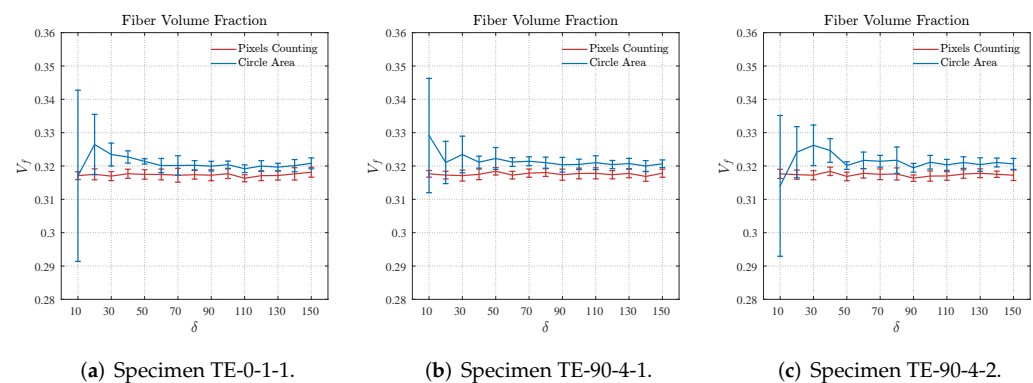 Fiber Volume Fraction
0.36
0.35
0.34
0.33
0.32
0.31
0.3
0.29
0.28
V_f
Pixels Counting
Circle Area
10 30 50 70 90 110 130 150
δ
(a) Specimen TE-0-1-1.
Fiber Volume Fraction
0.36
0.35
0.34
0.33
0.32
0.31
0.3
0.29
0.28
V_f
Pixels Counting
Circle Area
10 30 50 70 90 110 130 150
δ
(b) Specimen TE-90-4-1.
Fiber Volume Fraction
0.36
0.35
0.34
0.33
0.32
0.31
0.3
0.29
0.28
V_f
Pixels Counting
Circle Area
10 30 50 70 90 110 130 150
δ
(c) Specimen TE-90-4-2.